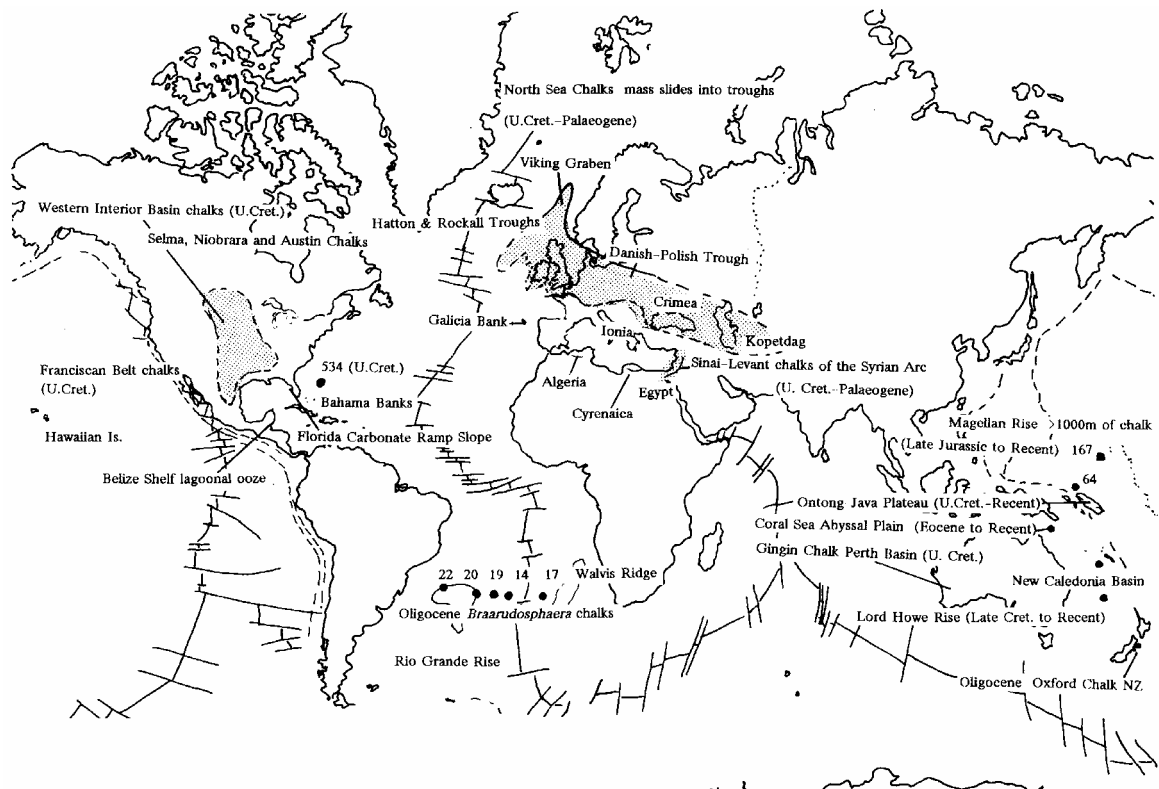 North Sea Chalks mass slides into troughs
(U.Cret.-Palaeogene)
Viking Graben
Western Interior Basin chalks (U.Cret.)
Hatton & Rockall Troughs
Selma, Niobrara and Austin Chalks
Danish-Polish Trough
Crimea
Galicia Bank
Ionia
Kopetdag
Franciscan Belt chalks
(U.Cret.)
534 (U.Cret.)
Sinai-Levant chalks of the Syrian Arc
(U. Cret.-Palaeogene)
Algeria
Egypt
Bahama Banks
Cyrenaica
Hawaiian Is.
Florida Carbonate Ramp Slope
Magellan Rise >1000m of chalk
(Late Jurassic to Recent) 167
Belize Shelf lagoonal ooze
64
Ontong Java Plateau (U.Cret.-Recent)
Coral Sea Abyssal Plain (Eocene to Recent)
Gingin Chalk Perth Basin (U. Cret.)
22 20 19 14 17
Walvis Ridge
New Caledonia Basin
Oligocene Braarudosphaera chalks
Lord Howe Rise (Late Cret. to Recent)
Rio Grande Rise
Oligocene Oxford Chalk NZ